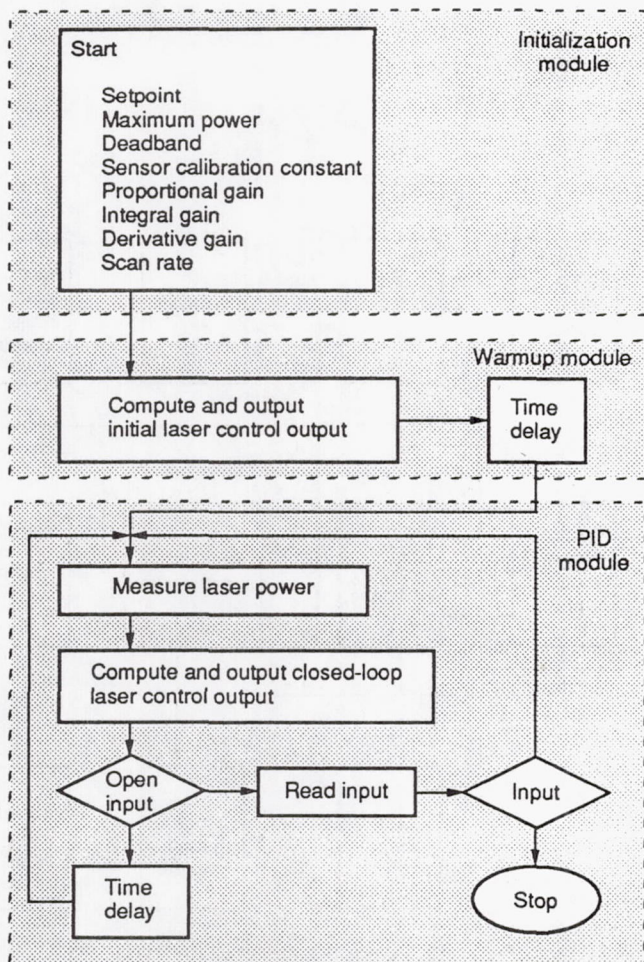 Initialization
module
Start
Setpoint
Maximum power
Deadband
Sensor calibration constant
Proportional gain
Integral gain
Derivative gain
Scan rate
Warmup module
Compute and output
initial laser control output
Time
delay
PID
module
Measure laser power
Compute and output closed-loop
laser control output
Open
input
Read input
Input
Time
delay
Stop